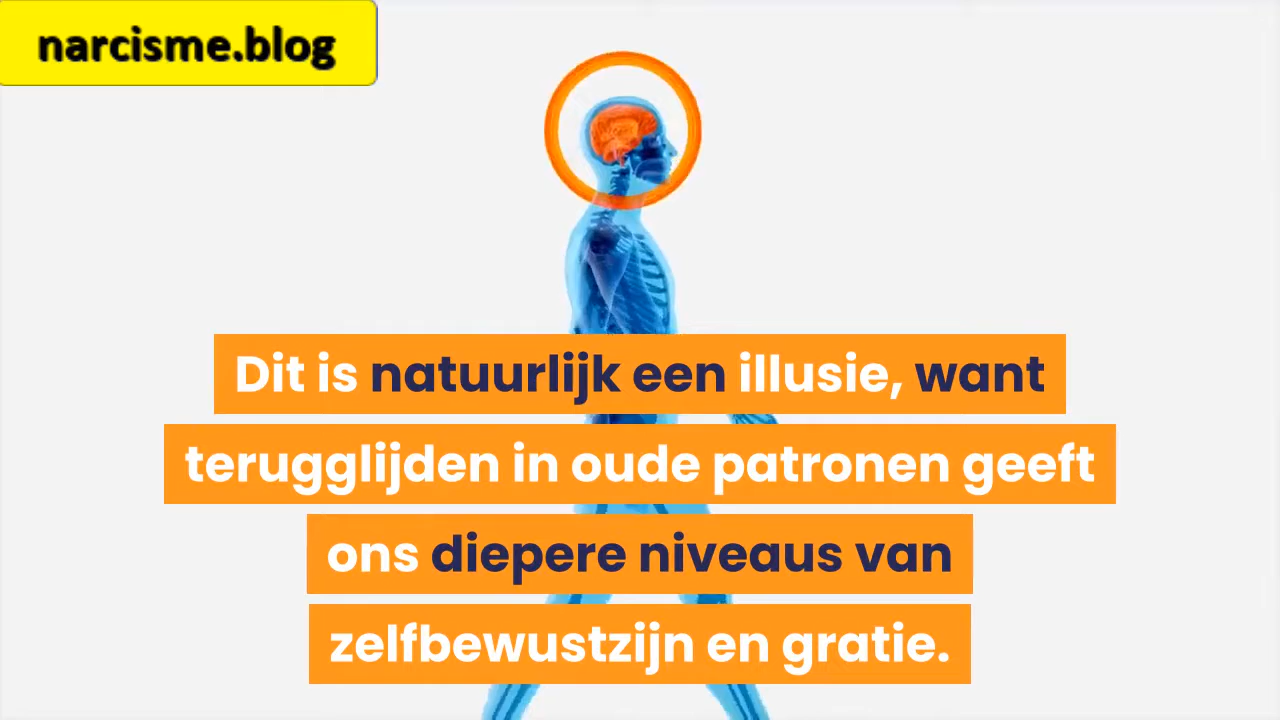 narcisme.blog
Dit is natuurlijk een illusie, want
terugglijden in oude patronen geeft
ons diepere niveaus van
zelfbewustzijn en gratie.